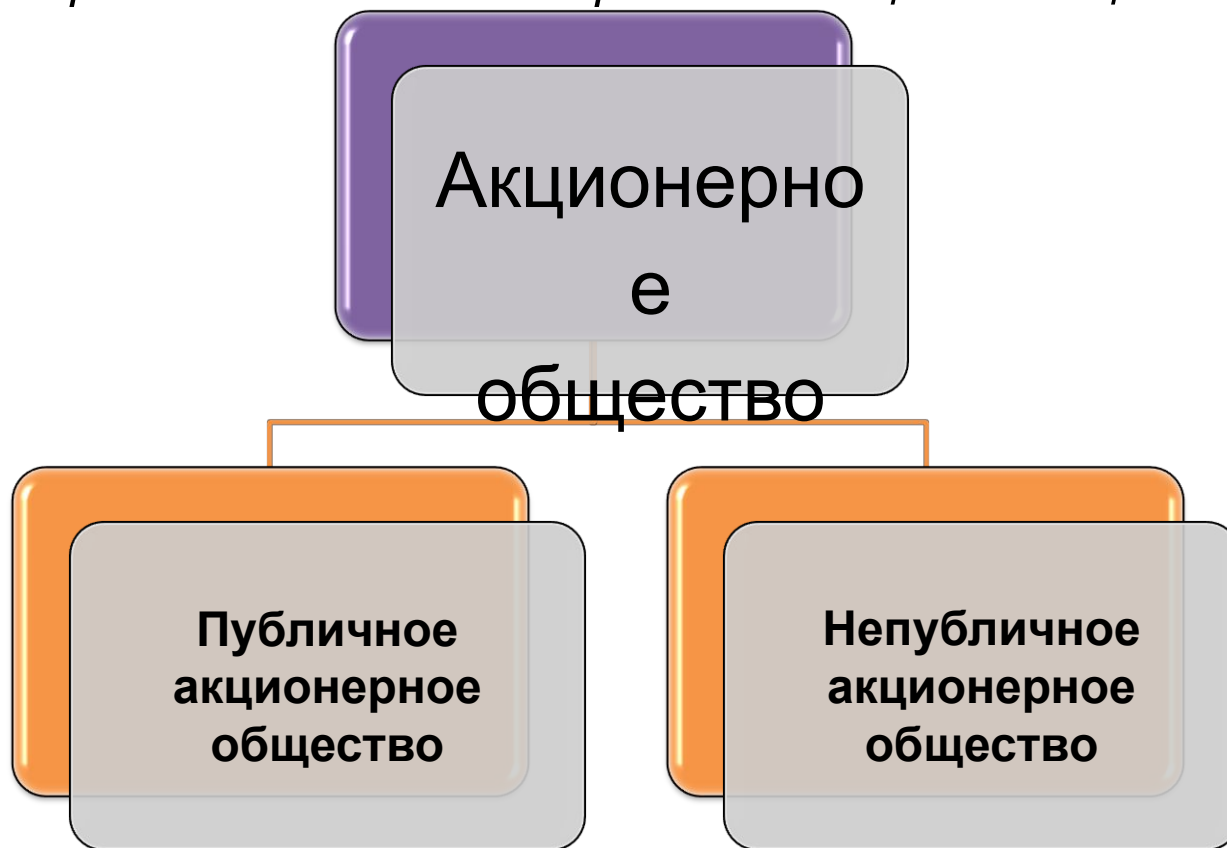 Акционерно
е
общество
Публичное
акционерное
общество
Непубличное
акционерное
общество